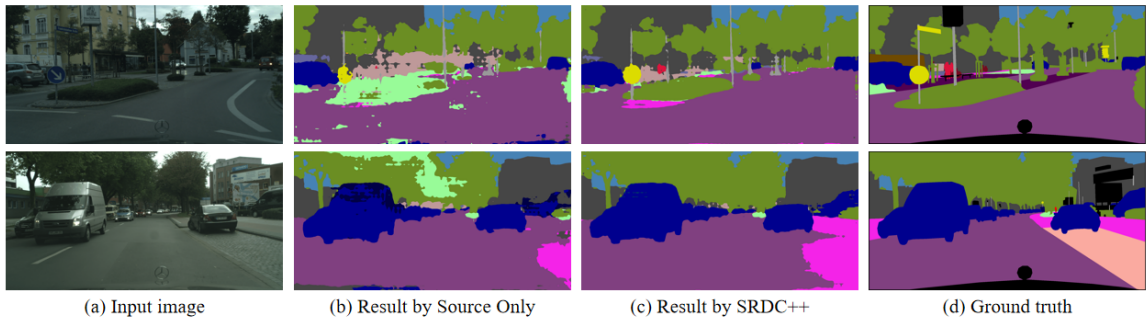 (a) Input image
(b) Result by Source Only
(c) Result by SRDC++
(d) Ground truth